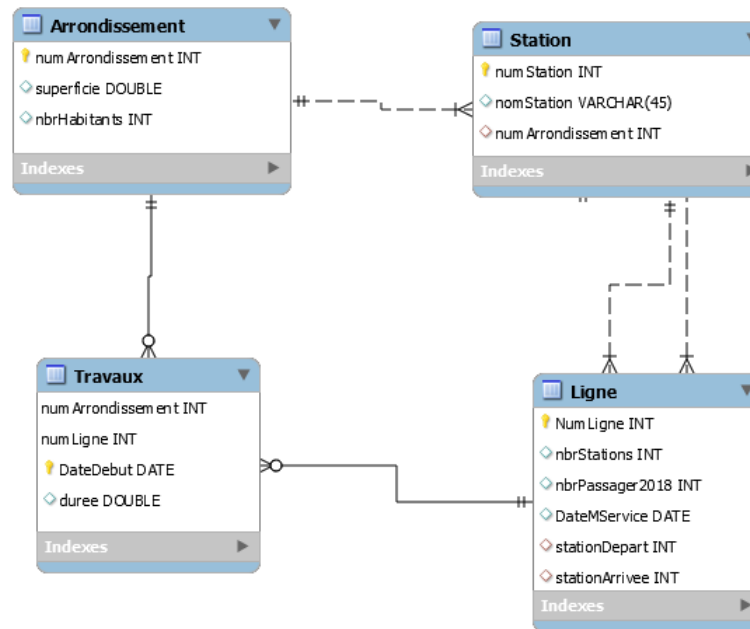 Arrondissement
numArrondissement INT
superficie DOUBLE
nbrHabitants INT
Indexes
Station
numStation INT
nomStation VARCHAR(45)
numArrondissement INT
Indexes
Travaux
numArrondissement INT
numLigne INT
DateDebut DATE
duree DOUBLE
Indexes
Ligne
NumLigne INT
nbrStations INT
nbrPassager2018 INT
DateMService DATE
stationDepart INT
stationArrivee INT
Indexes